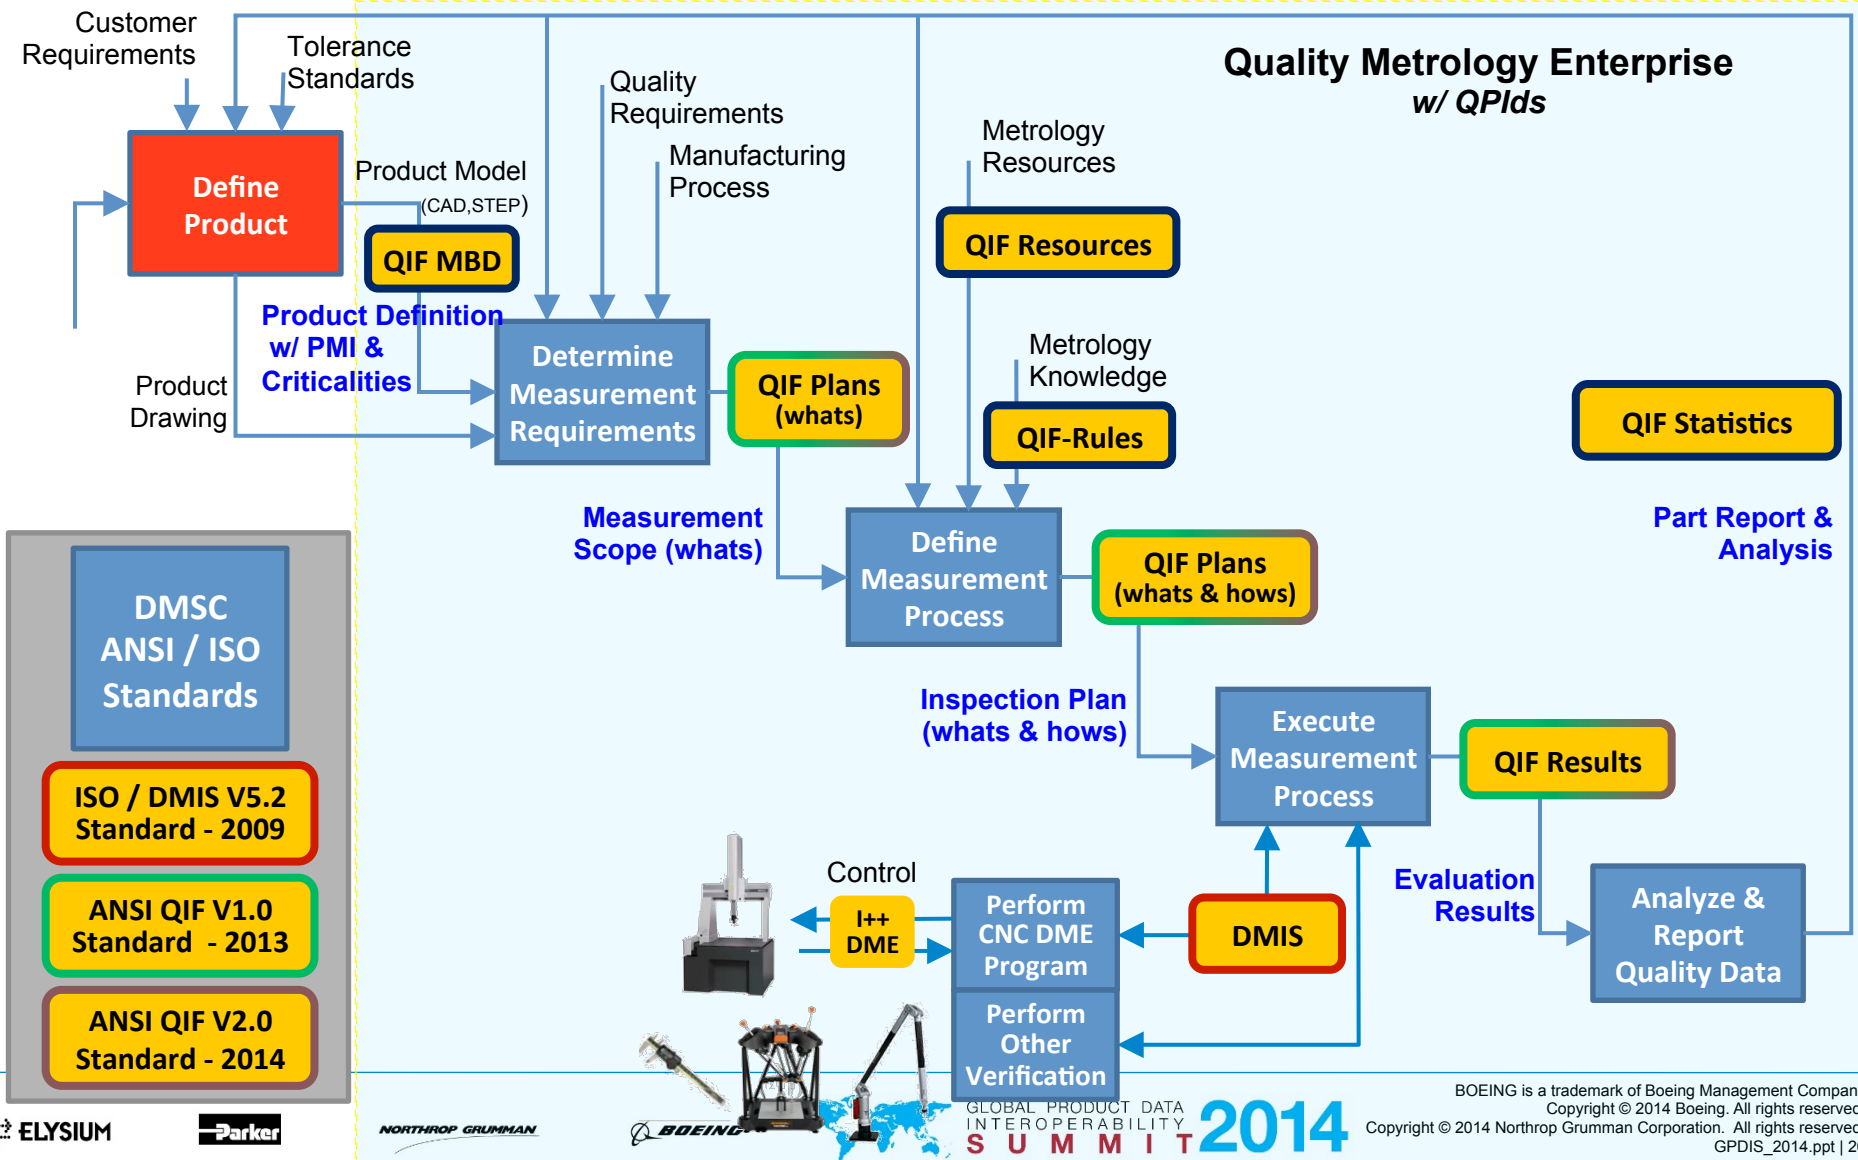 Customer
Requirements
Tolerance
Standards
Quality
Requirements
Manufacturing
Process
Metrology
Resources
Quality Metrology Enterprise
w/ QPIds
Define
Product
Product Model
(CAD,STEP)
QIF MBD
QIF Resources
Product Definition
w/ PMI &
Criticalities
Product
Drawing
Determine
Measurement
Requirements
QIF Plans
(whats)
Metrology
Knowledge
QIF-Rules
QIF Statistics
Measurement
Scope (whats)
Define
Measurement
Process
QIF Plans
(whats & hows)
Part Report &
Analysis
DMSC
ANSI / ISO
Standards
ISO / DMIS V5.2
Standard - 2009
ANSI QIF V1.0
Standard - 2013
ANSI QIF V2.0
Standard - 2014
Inspection Plan
(whats & hows)
Execute
Measurement
Process
QIF Results
Evaluation
Results
Analyze &
Report
Quality Data
Control
I++
DME
Perform
CNC DME
Program
DMIS
Perform
Other
Verification
ELYSIUM
Parker
NORTHROP GRUMMAN
BOEING
GLOBAL PRODUCT DATA
INTEROPERABILITY
SUMMIT
2014
BOEING is a trademark of Boeing Management Compan
Copyright © 2014 Boeing. All rights reserved
Copyright © 2014 Northrop Grumman Corporation. All rights reserved
GPDIS_2014.ppt | 2